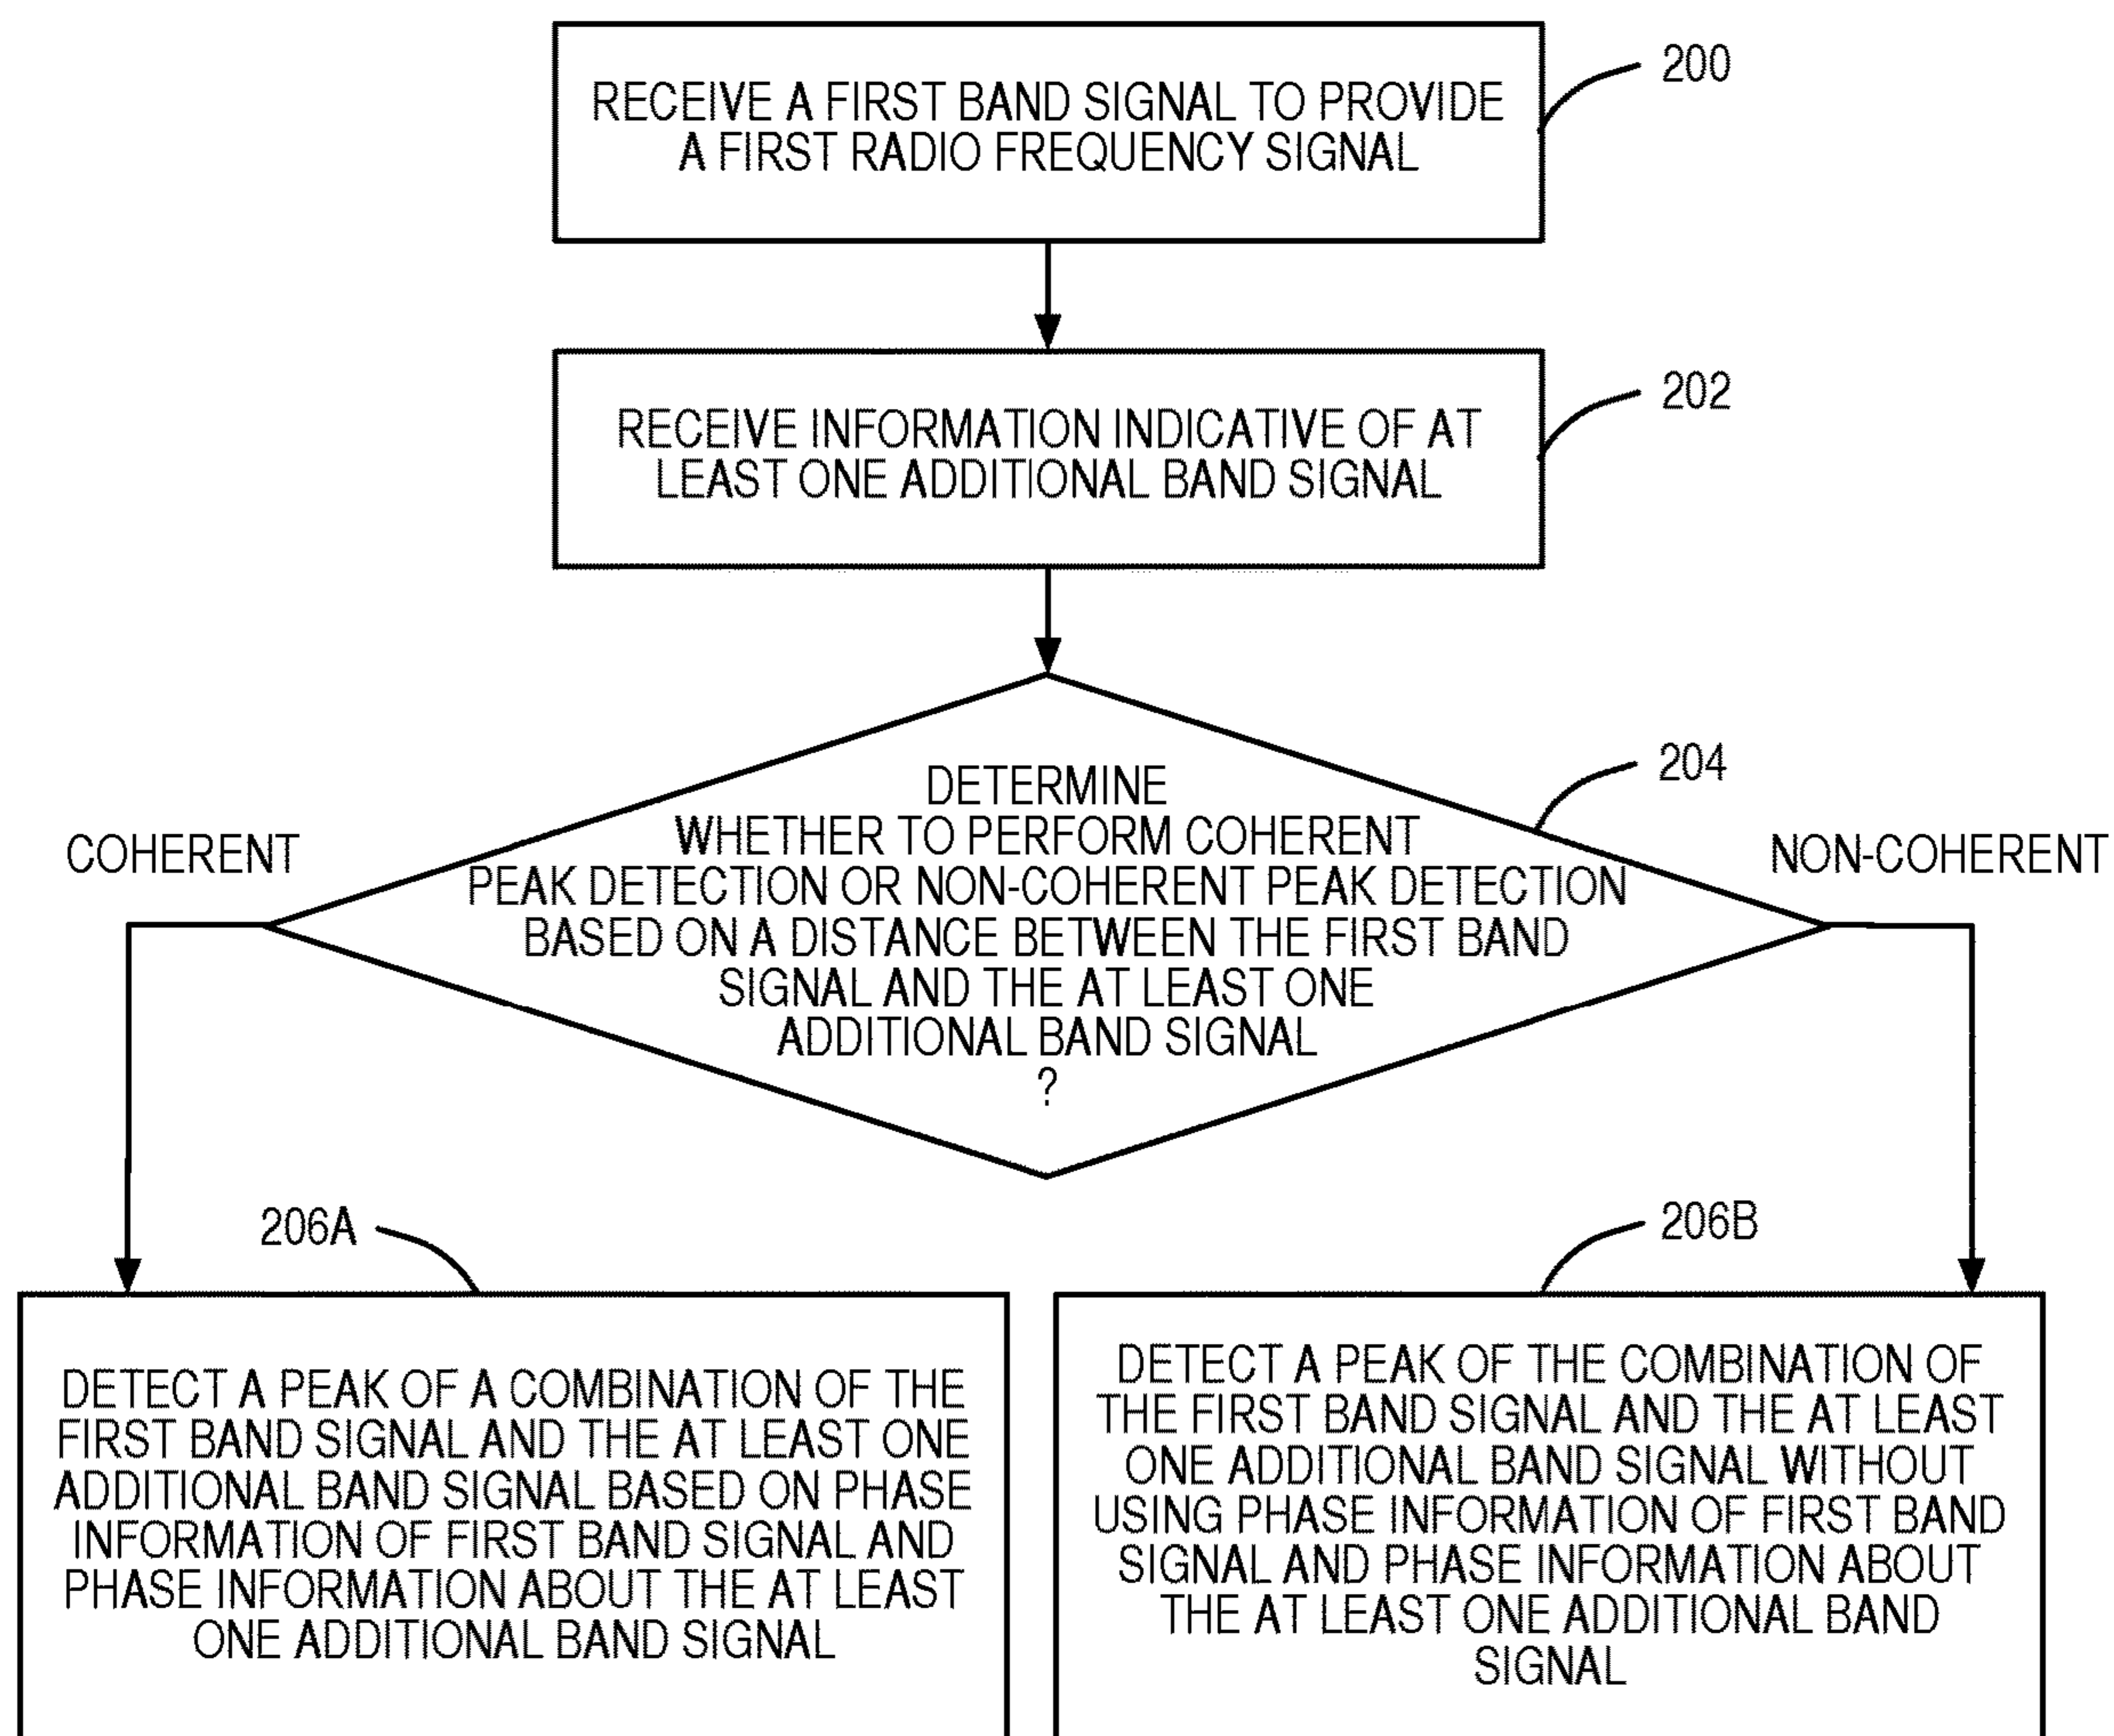 200
RECEIVE A FIRST BAND SIGNAL TO PROVIDE
A FIRST RADIO FREQUENCY SIGNAL
202
RECEIVE INFORMATION INDICATIVE OF AT
LEAST ONE ADDITIONAL BAND SIGNAL
204
DETERMINE
WHETHER TO PERFORM COHERENT
PEAK DETECTION OR NON-COHERENT PEAK DETECTION
BASED ON A DISTANCE BETWEEN THE FIRST BAND
SIGNAL AND THE AT LEAST ONE
ADDITIONAL BAND SIGNAL
?
COHERENT
NON-COHERENT
206A
DETECT A PEAK OF A COMBINATION OF THE
FIRST BAND SIGNAL AND THE AT LEAST ONE
ADDITIONAL BAND SIGNAL BASED ON PHASE
INFORMATION OF FIRST BAND SIGNAL AND
PHASE INFORMATION ABOUT THE AT LEAST
ONE ADDITIONAL BAND SIGNAL
206B
DETECT A PEAK OF THE COMBINATION OF
THE FIRST BAND SIGNAL AND THE AT LEAST
ONE ADDITIONAL BAND SIGNAL WITHOUT
USING PHASE INFORMATION OF FIRST BAND
SIGNAL AND PHASE INFORMATION ABOUT
THE AT LEAST ONE ADDITIONAL BAND
SIGNAL